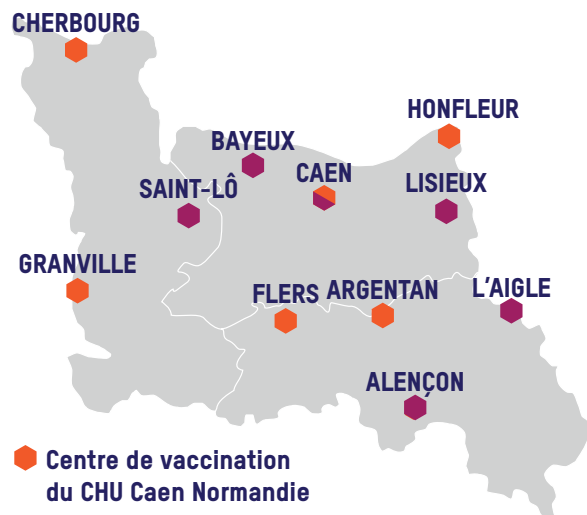 CHERBOURG
HONFLEUR
BAYEUX
CAEN
SAINT-LÔ
LISIEUX
GRANVILLE
FLERS
ARGENTAN
L'AIGLE
ALENÇON
Centre de vaccination
du CHU Caen Normandie